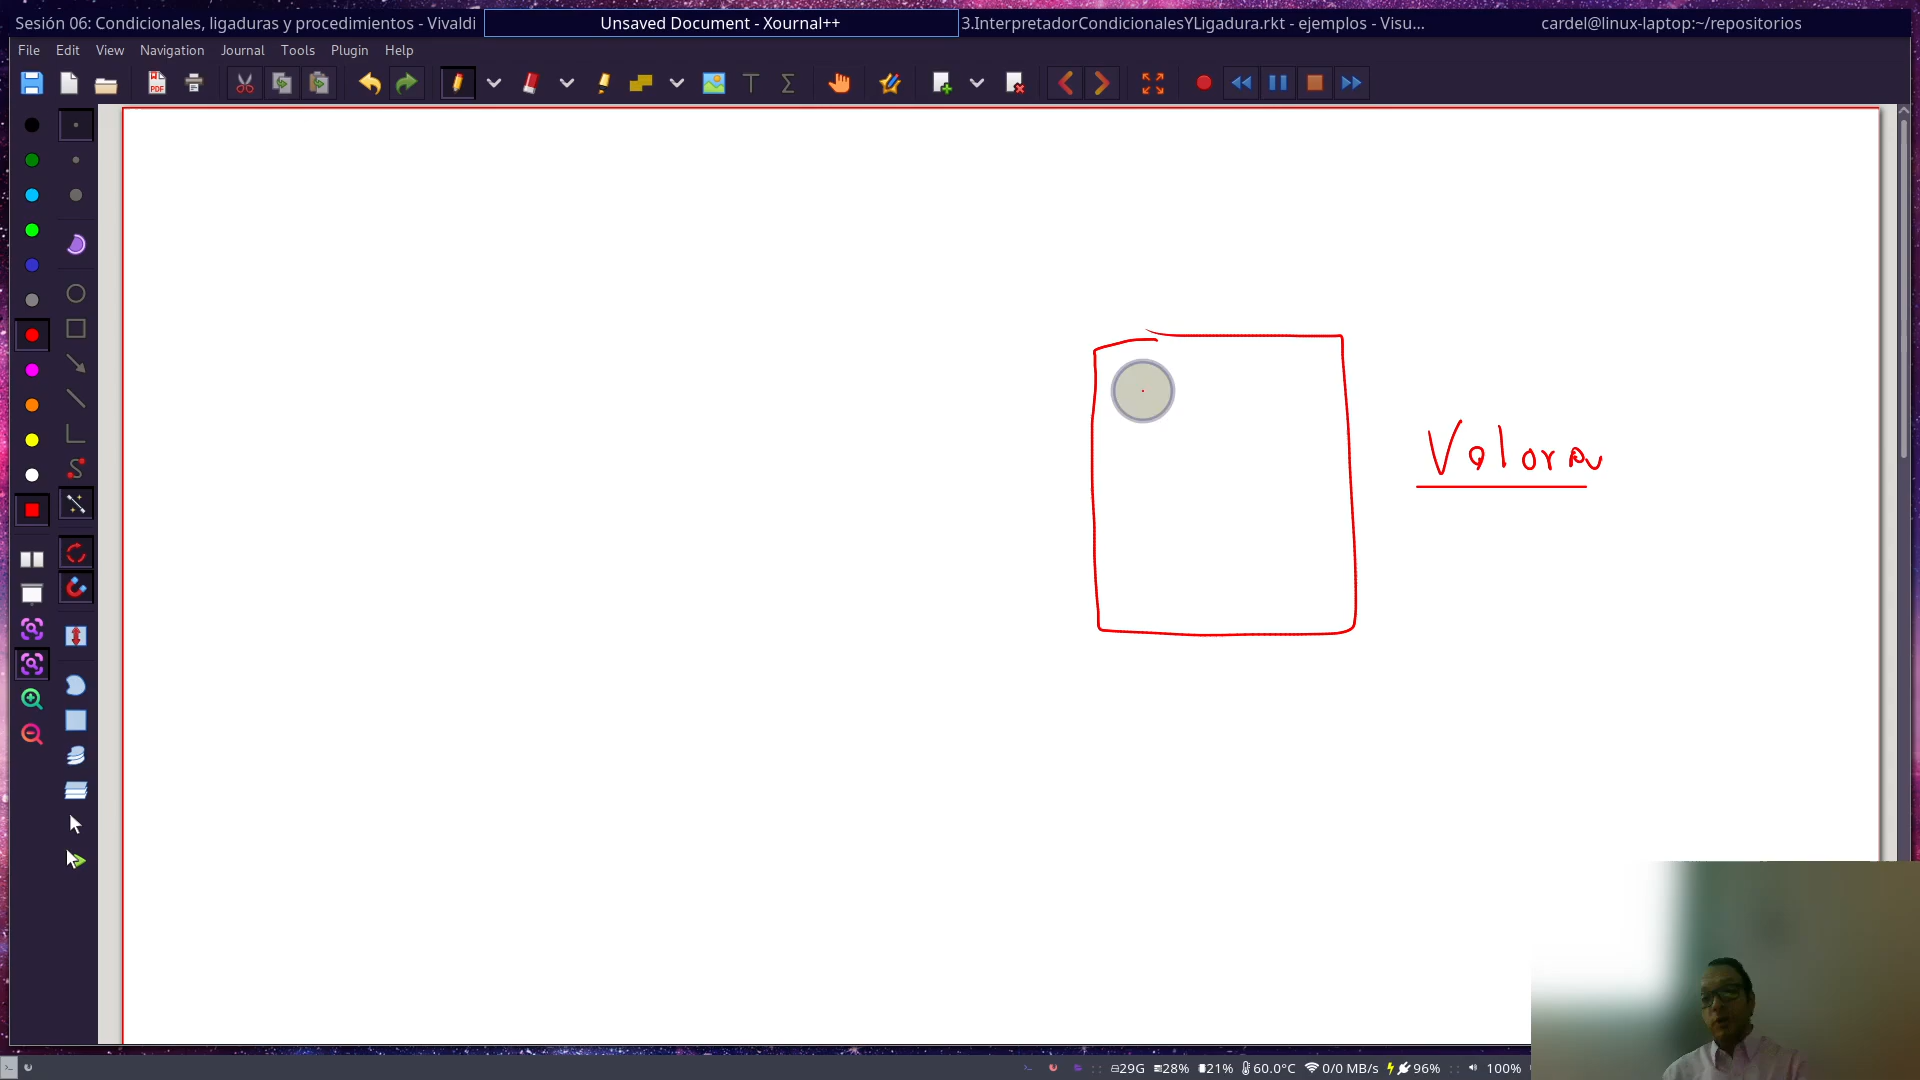 Sesión 06: Condicionales, ligaduras y procedimientos - Vivaldi
Unsaved Document - Xournal++
3.InterpretadorCondicionalesYLigadura.rkt - ejemplos - Visu...
cardel@linux-laptop:~/repositorios
File Edit View Navigation Journal Tools Plugin Help
PDF T Σ
Valora
29G 28% 21% 60.0°C 0/0 MB/s 96% 100%